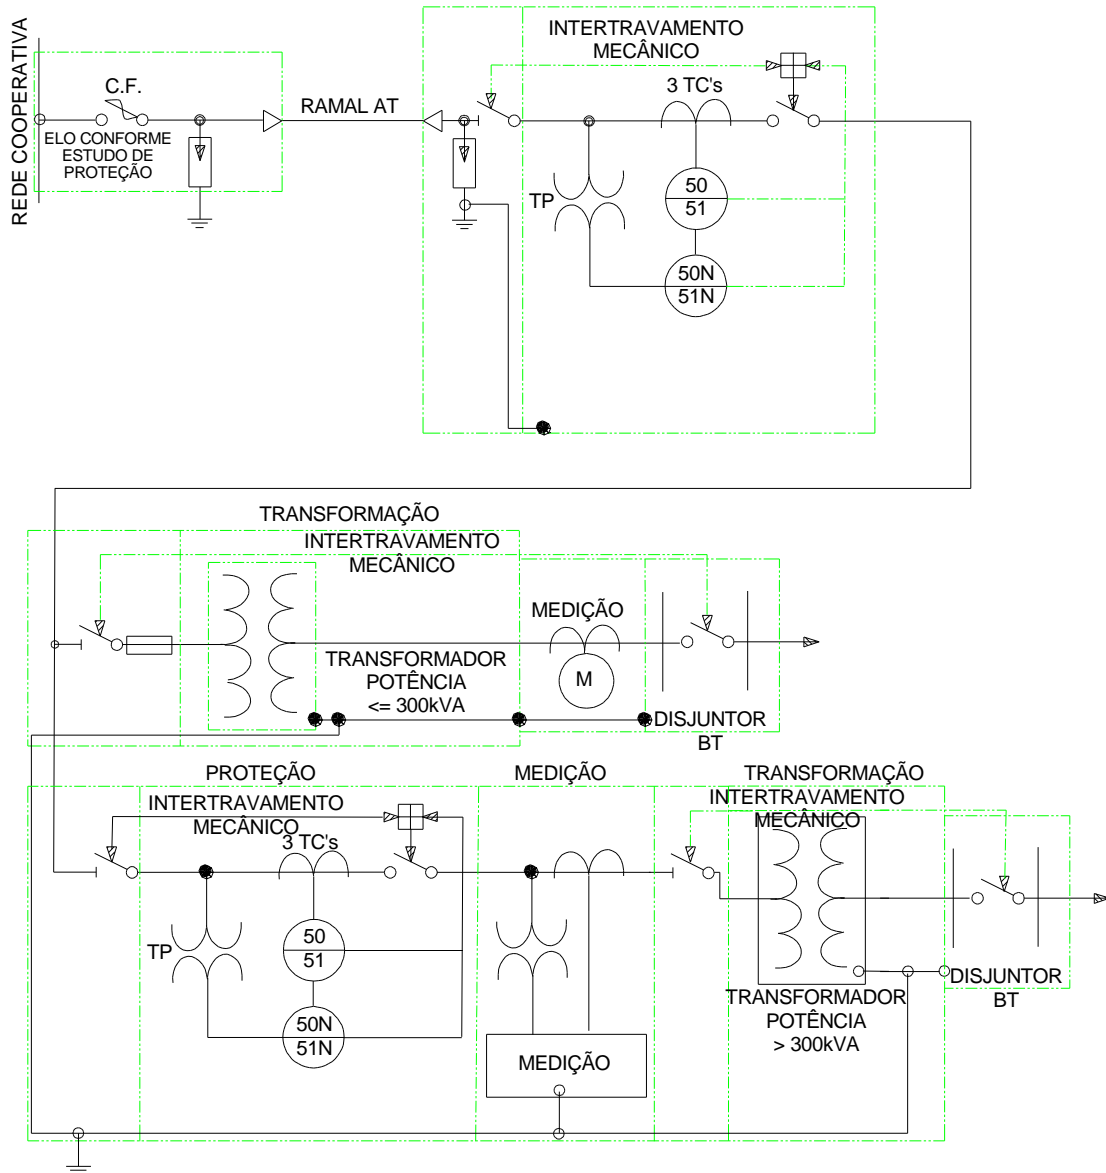 REDE COOPERATIVA
C.F.
ELO CONFORME
ESTUDO DE
PROTEÇÃO
RAMAL AT
INTERTRAVAMENTO
MECÂNICO
3 TC's
TP
50
51
50N
51N
TRANSFORMAÇÃO
INTERTRAVAMENTO
MECÂNICO
MEDIÇÃO
M
TRANSFORMADOR
POTÊNCIA
<= 300kVA
DISJUNTOR
BT
PROTEÇÃO
MEDIÇÃO
TRANSFORMAÇÃO
INTERTRAVAMENTO
MECÂNICO
3 TC's
INTERTRAVAMENTO
MECÂNICO
TP
50
51
50N
51N
MEDIÇÃO
TRANSFORMADOR
POTÊNCIA
> 300kVA
DISJUNTOR
BT